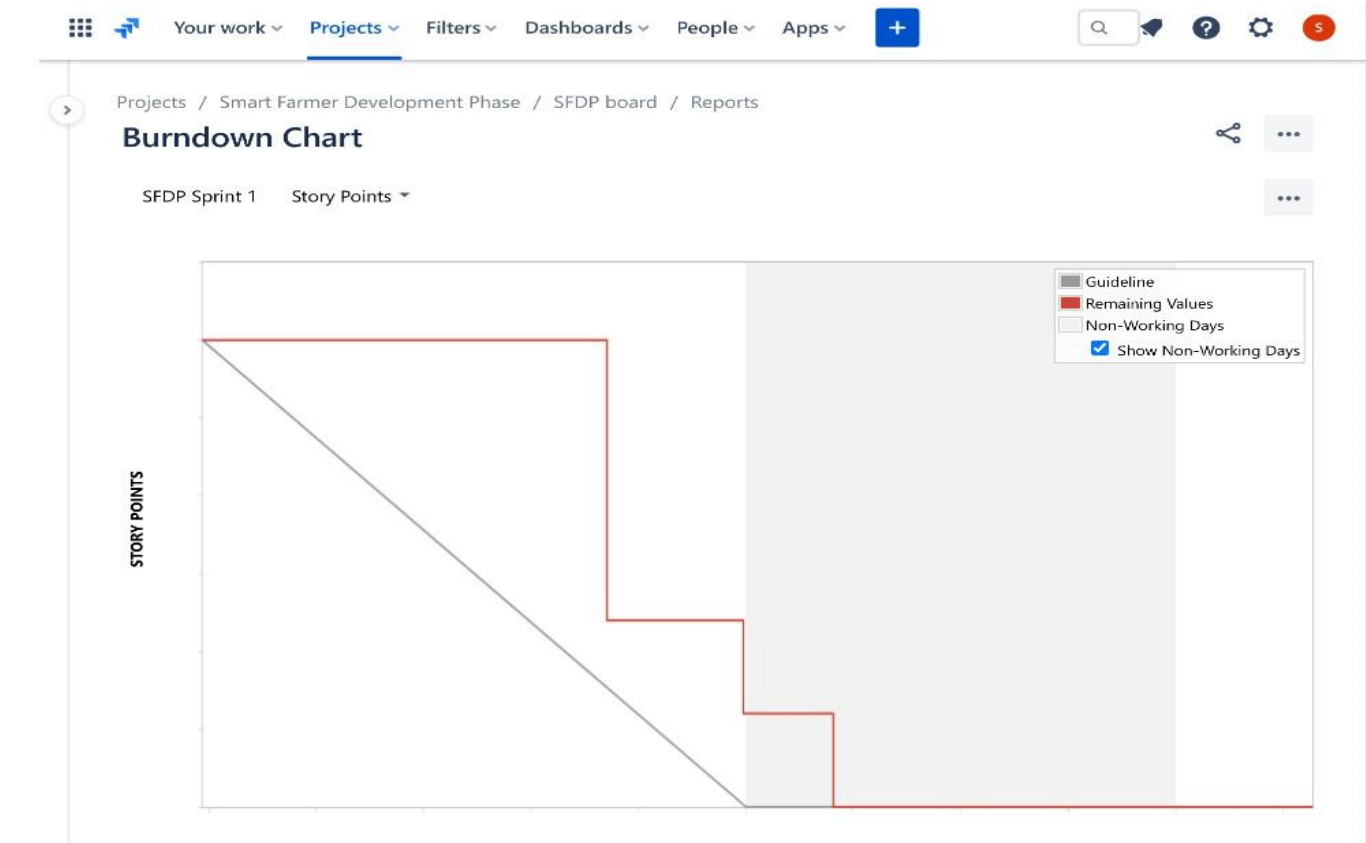 Your work Projects Filters Dashboards People Apps + S
Projects / Smart Farmer Development Phase / SFDP board / Reports
Burndown Chart
SFDP Sprint 1 Story Points
STORY POINTS
Guideline
Remaining Values
Non-Working Days
Show Non-Working Days